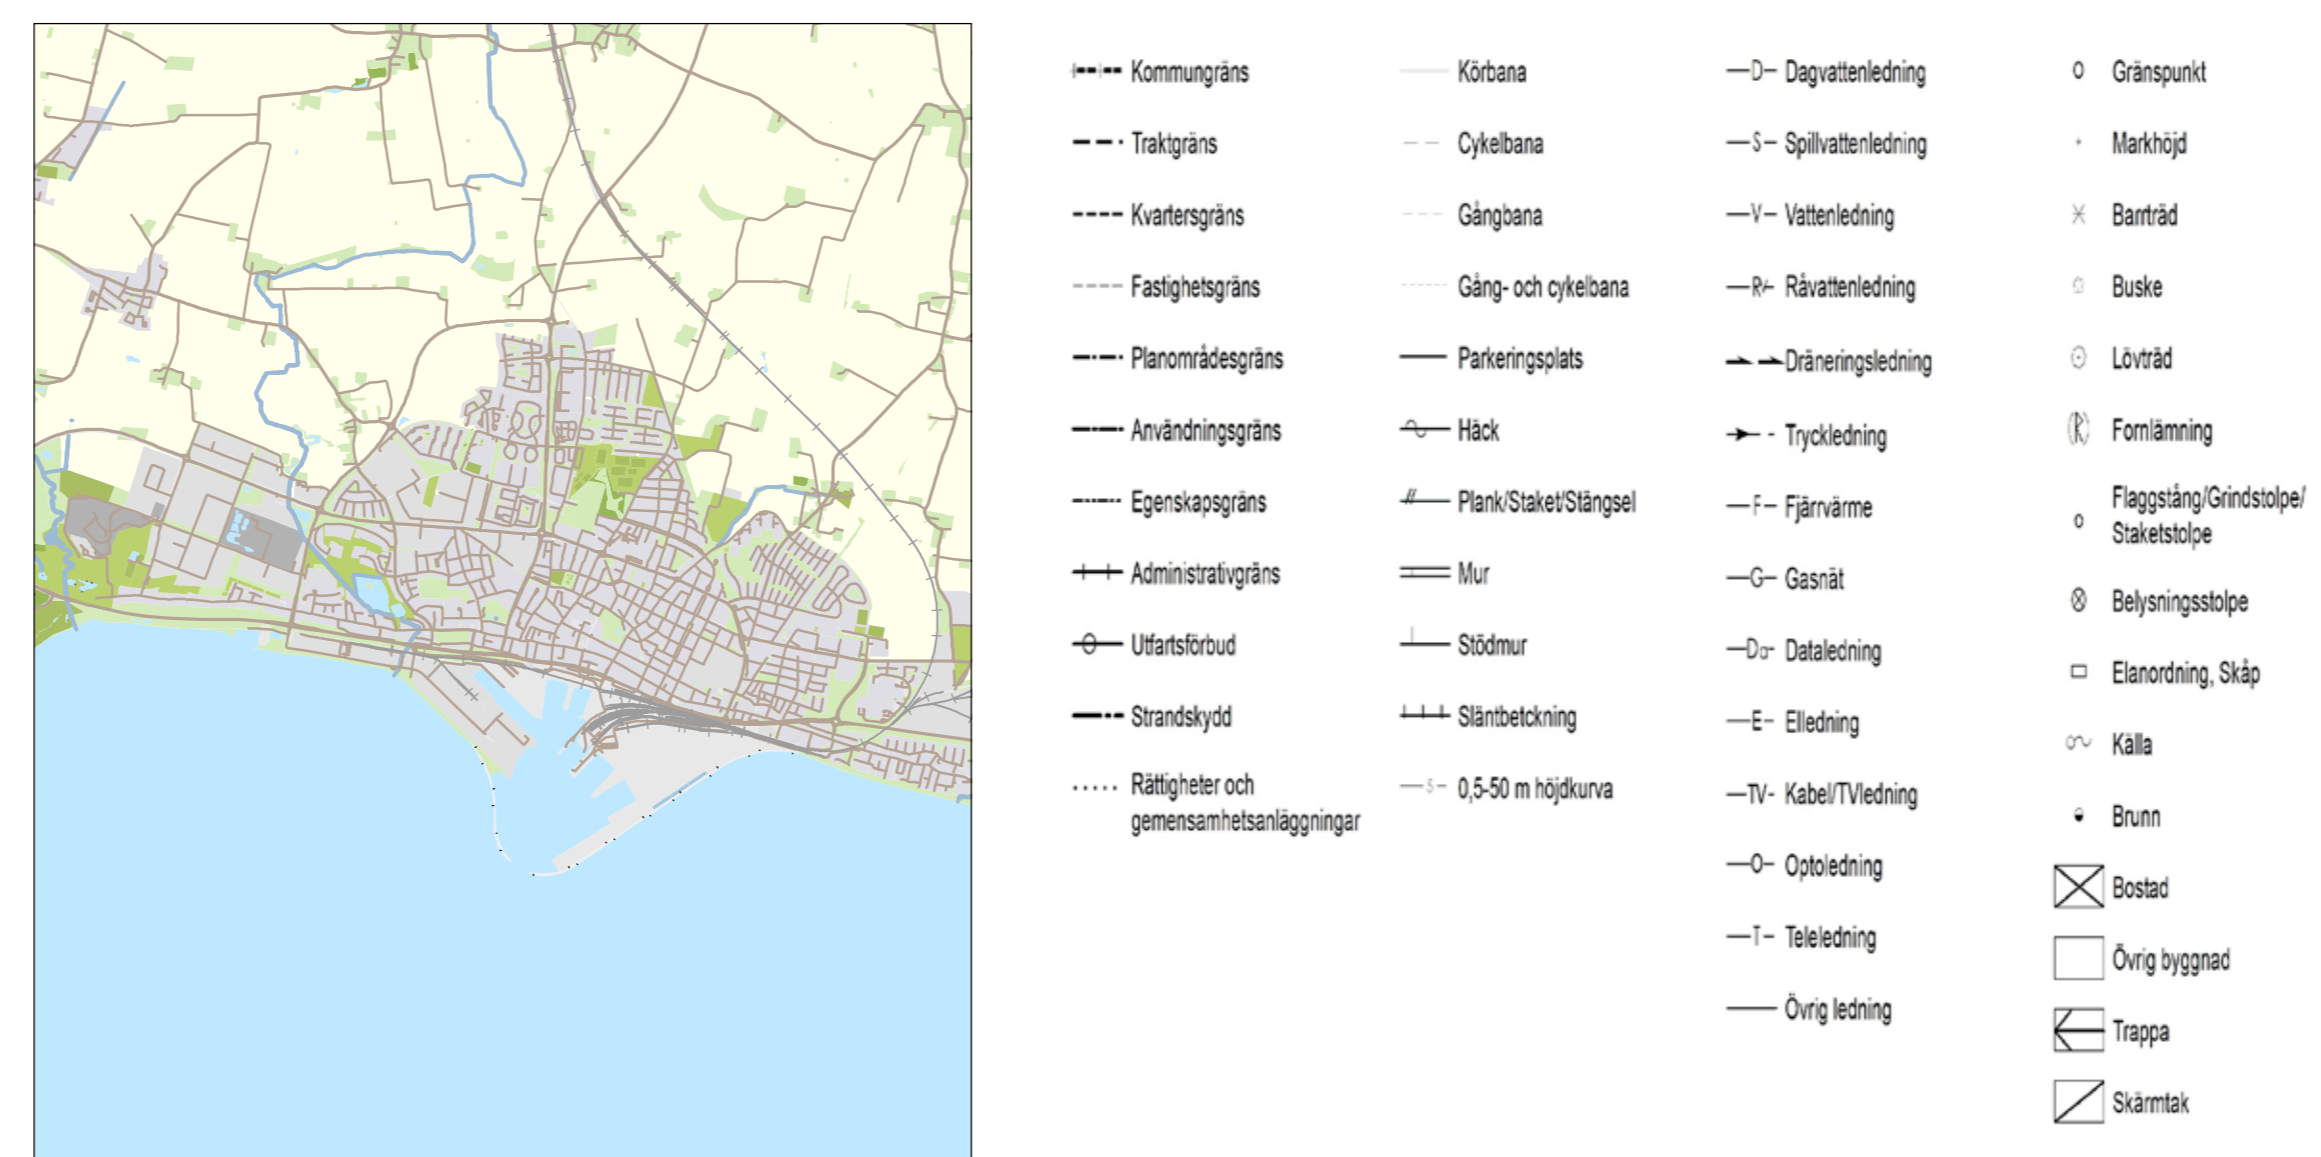 Kommungräns
Traktgräns
Kvartersgräns
Fastighetsgräns
Planområdesgräns
Användningsgräns
Egenskapsgräns
Administrativgräns
Utfartsförbud
Strandskydd
Rättigheter och
gemensamhetsanläggningar
Körbana
Cykelbana
Gångbana
Gång- och cykelbana
Parkeringsplats
Häck
Plank/Staket/Stängsel
Mur
Stödmur
Släntbetckning
S 0,5-50 m höjdkurva
D Dagvattenledning
S Spillvattenledning
V Vattenledning
RA Råvattenledning
Dräneringsledning
Tryckledning
F Fjärrvärme
G Gasnät
Da Dataledning
E Elledning
TV Kabel/TVledning
O Optoledning
T Teleledning
Övrig ledning
Gränspunkt
Markhöjd
Barrträd
Buske
Lövträd
R Fornlämning
Flaggstång/Grindstolpe/
Staketstolpe
Belysningsstolpe
Elanordning, Skåp
Källa
Brunn
Bostad
Övrig byggnad
Trappa
Skärmtak